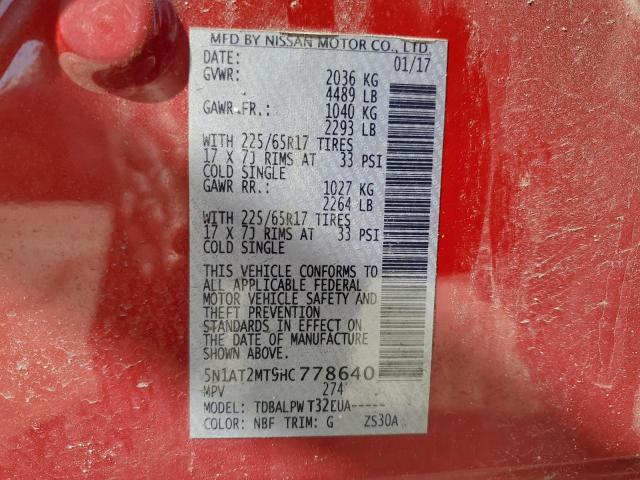 MFD BY NISSAN MOTOR CO., LTD.
DATE: 01/17
GVWR: 2036 KG
4489 LB
GAWR FR.: 1040 KG
2293 LB
WITH 225/65R17 TIRES
17 X 7J RIMS AT 33 PSI
COLD SINGLE
GAWR RR.: 1027 KG
2264 LB
WITH 225/65R17 TIRES
17 X 7J RIMS AT 33 PSI
COLD SINGLE
THIS VEHICLE CONFORMS TO
ALL APPLICABLE FEDERAL
MOTOR VEHICLE SAFETY AND
THEFT PREVENTION
STANDARDS IN EFFECT ON
THE DATE OF MANUFACTURE
SHOWN ABOVE.
5N1AT2MT9HC778640
MPV 274
MODEL: TDBALPWT32EUA-----
COLOR: NBF TRIM: G ZS30A